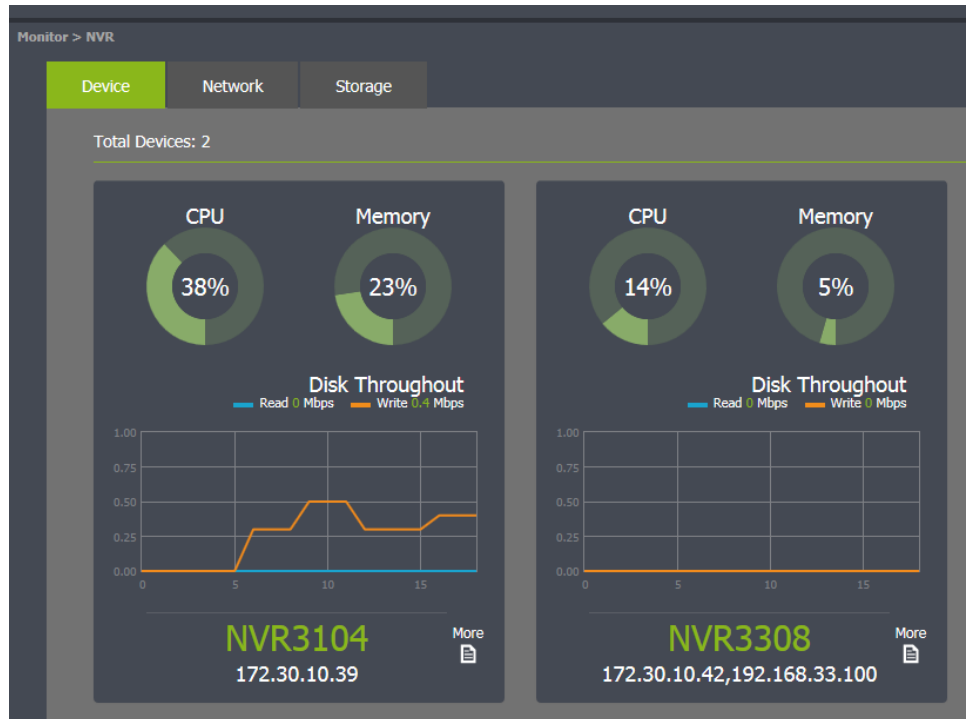 Monitor > NVR
Device Network Storage
Total Devices: 2
CPU Memory
38% 23%
Disk Throughout
Read 0 Mbps Write 0.4 Mbps
1.00
0.75
0.50
0.25
0.00
0 5 10 15
NVR3104
More
172.30.10.39
CPU Memory
14% 5%
Disk Throughout
Read 0 Mbps Write 0 Mbps
1.00
0.75
0.50
0.25
0.00
0 5 10 15
NVR3308
More
172.30.10.42,192.168.33.100